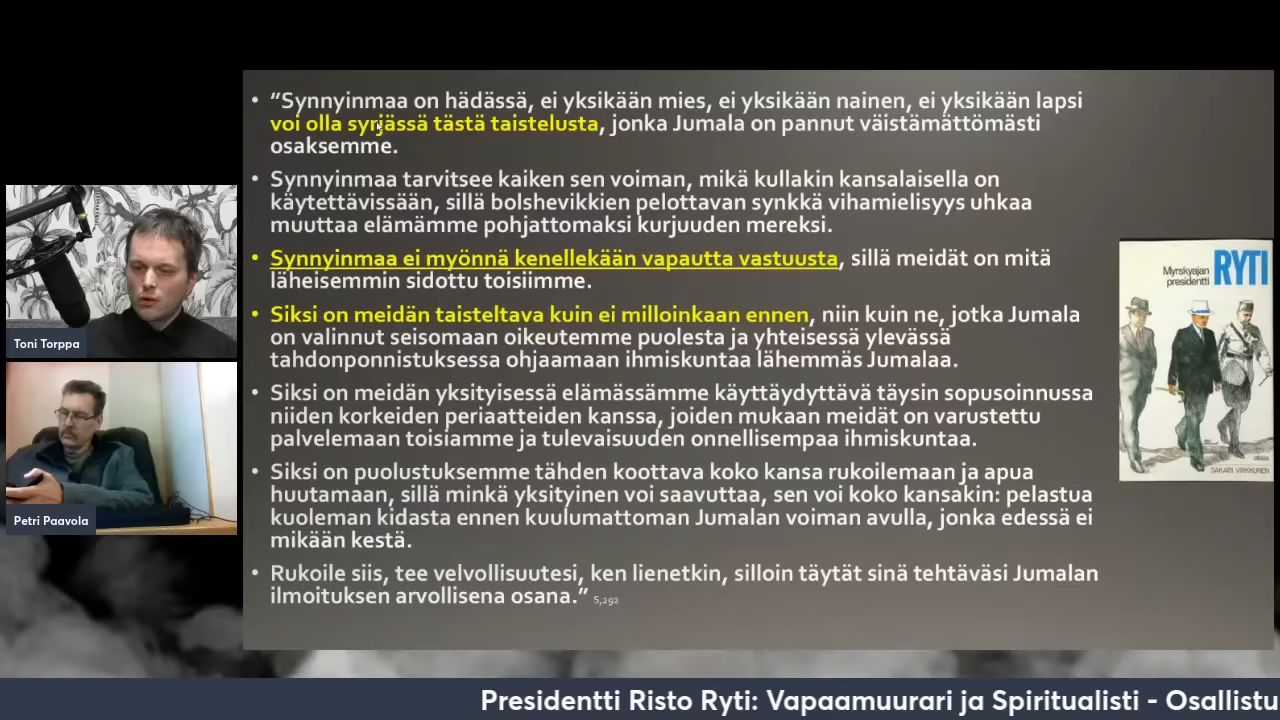 "Synnyinmaa on hädässä, ei yksikään mies, ei yksikään nainen, ei yksikään lapsi
voi olla syrjässä tästä taistelusta, jonka Jumala on pannut väistämättömästi
osaksemme.
Synnyinmaa tarvitsee kaiken sen voiman, mikä kullakin kansalaisella on
käytettävissään, sillä bolshevikkien pelottavan synkkä vihamielisyys uhkaa
muuttaa elämämme pohjattomaksi kurjuuden mereksi.
Synnyinmaa ei myönnä kenellekään vapautta vastuusta, sillä meidät on mitä
läheisemmin sidottu toisiimme.
Siksi on meidän taisteltava kuin ei milloinkaan ennen, niin kuin ne, jotka Jumala
on valinnut seisomaan oikeutemme puolesta ja yhteisessä ylevässä
tahdonponnistuksessa ohjaamaan ihmiskuntaa lähemmäs Jumalaa.
Siksi on meidän yksityisessä elämässämme käyttäydyttävä täysin sopusoinnussa
niiden korkeiden periaatteiden kanssa, joiden mukaan meidät on varustettu
palvelemaan toisiamme ja tulevaisuuden onnellisempaa ihmiskuntaa.
Siksi on puolustuksemme tähden koottava koko kansa rukoilemaan ja apua
huutamaan, sillä minkä yksityinen voi saavuttaa, sen voi koko kansakin: pelastua
kuoleman kidasta ennen kuulumattoman Jumalan voiman avulla, jonka edessä ei
mikään kestä.
Rukoile siis, tee velvollisuutesi, ken lienetkin, silloin täytät sinä tehtäväsi Jumalan
ilmoituksen arvollisena osana." 5,292
Myrskyajan
presidentti RYTI
otava
SAKARI VIRKKUNEN
Toni Torppa
Petri Paavola
Presidentti Risto Ryti: Vapaamuurari ja Spiritualisti - Osallistu